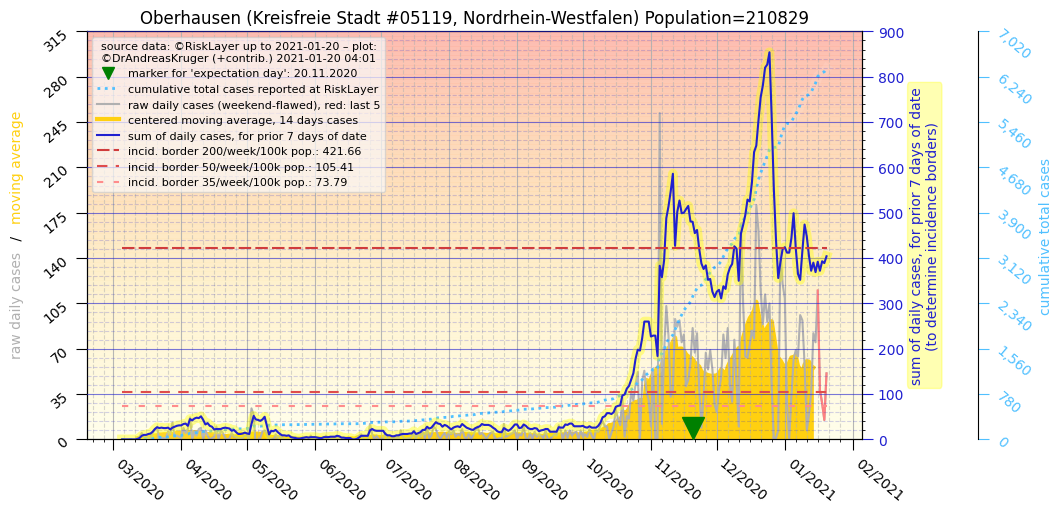 Oberhausen (Kreisfreie Stadt #05119, Nordrhein-Westfalen) Population=210829
source data: ©RiskLayer up to 2021-01-20 – plot:
©DrAndreasKruger (+contrib.) 2021-01-20 04:01
marker for 'expectation day': 20.11.2020
cumulative total cases reported at RiskLayer
raw daily cases (weekend-flawed), red: last 5
centered moving average, 14 days cases
sum of daily cases, for prior 7 days of date
incid. border 200/week/100k pop.: 421.66
incid. border 50/week/100k pop.: 105.41
incid. border 35/week/100k pop.: 73.79
raw daily cases / moving average
315
280
245
210
175
140
105
70
35
0
03/2020
04/2020
05/2020
06/2020
07/2020
08/2020
09/2020
10/2020
11/2020
12/2020
01/2021
02/2021
900
800
700
600
500
400
300
200
100
0
sum of daily cases, for prior 7 days of date
(to determine incidence borders)
7,020
6,240
5,460
4,680
3,900
3,120
2,340
1,560
780
0
cumulative total cases